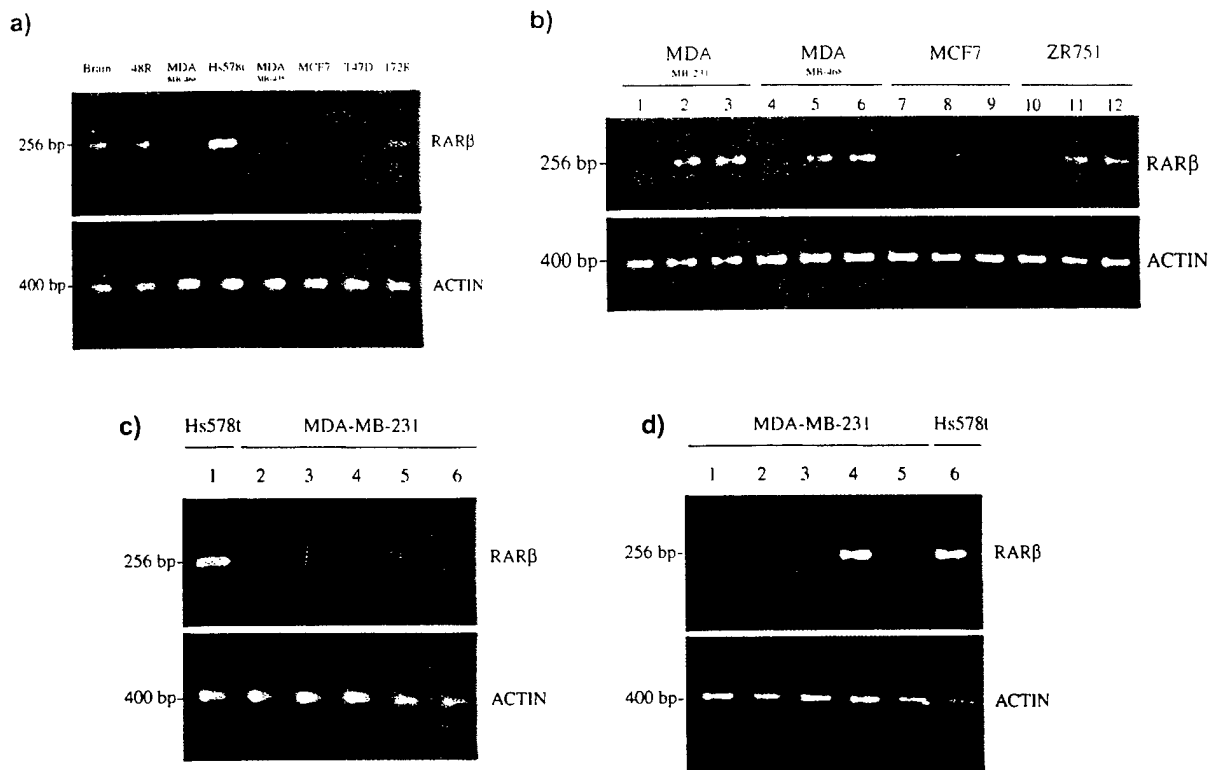 a)
Brain 48R MDA Hs578t MDA MCF7 T47D 172R
256 bp- RARβ
400 bp- ACTIN
b)
MDA MDA MCF7 ZR751
MB-231 MB-468
1 2 3 4 5 6 7 8 9 10 11 12
256 bp- RARβ
400 bp- ACTIN
c)
Hs578t MDA-MB-231
1 2 3 4 5 6
256 bp- RARβ
400 bp- ACTIN
d)
MDA-MB-231 Hs578t
1 2 3 4 5 6
256 bp- RARβ
400 bp- ACTIN